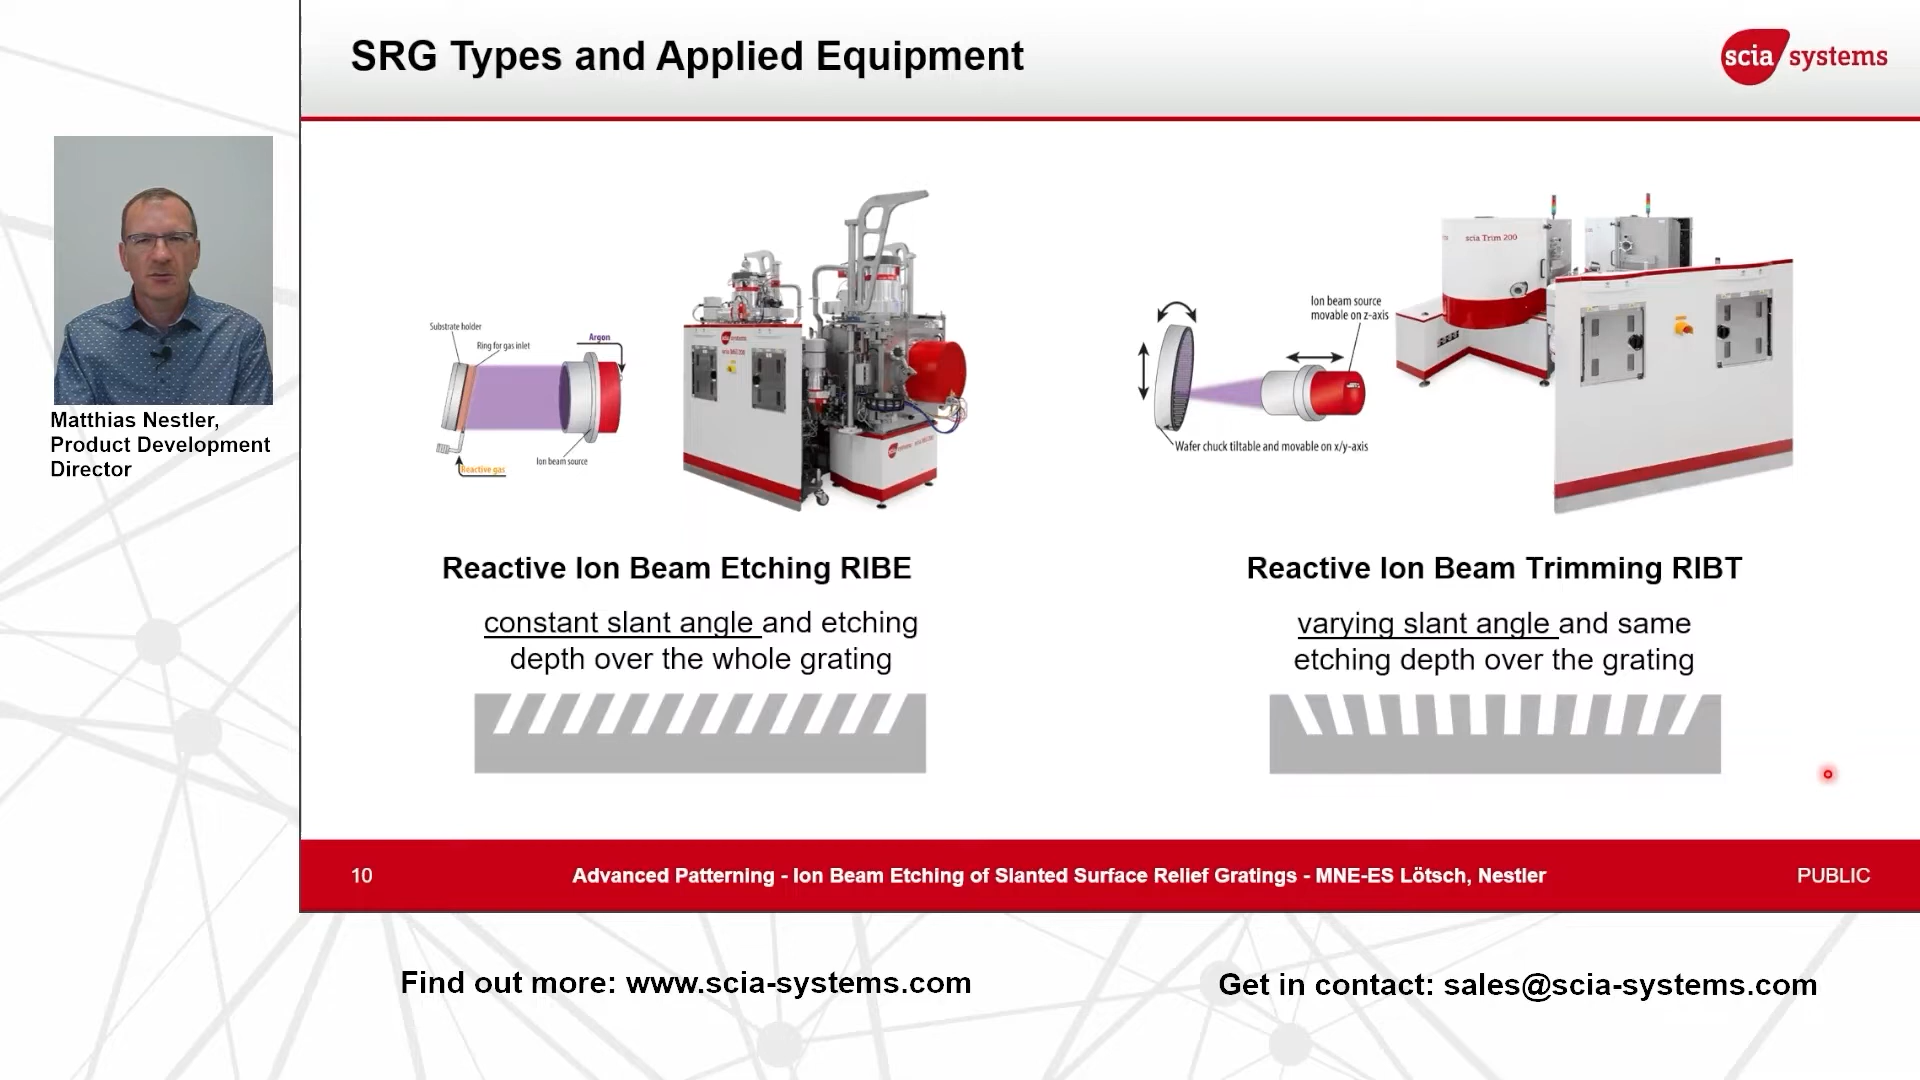 SRG Types and Applied Equipment
scia systems
Matthias Nestler,
Product Development
Director
Substrate holder
Ring for gas inlet
Argon
Ion beam source
Reactive gas
scia systems
Ion beam source
movable on z-axis
Wafer chuck tiltable and movable on x/y-axis
scia Trim 200
Reactive Ion Beam Etching RIBE
constant slant angle and etching
depth over the whole grating
Reactive Ion Beam Trimming RIBT
varying slant angle and same
etching depth over the grating
10
Advanced Patterning - Ion Beam Etching of Slanted Surface Relief Gratings - MNE-ES Lötsch, Nestler
PUBLIC
Find out more: www.scia-systems.com
Get in contact: sales@scia-systems.com